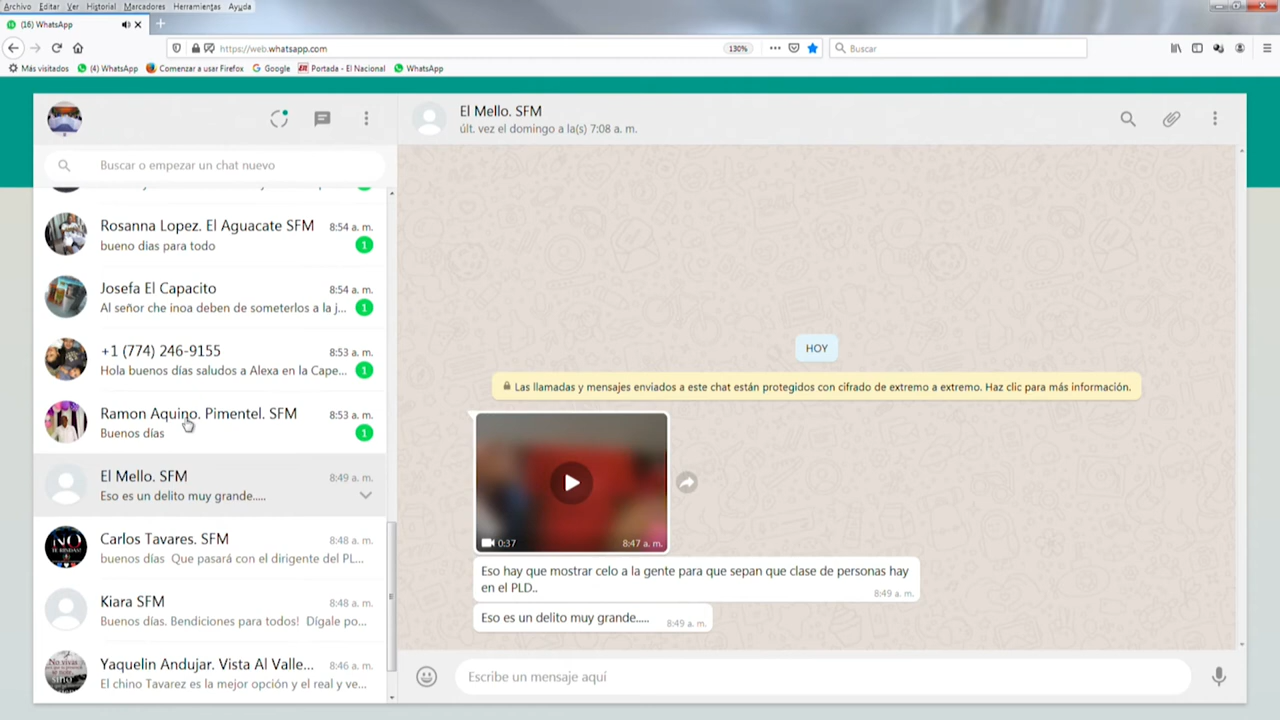 Archivo Editar Ver Historial Marcadores Herramientas Ayuda
(16) WhatsApp
https://web.whatsapp.com
130%
Buscar
Más visitados (4) WhatsApp Comenzar a usar Firefox Google Portada - El Nacional WhatsApp
Buscar o empezar un chat nuevo
Rosanna Lopez. El Aguacate SFM 8:54 a. m.
bueno dias para todo 1
Josefa El Capacito 8:54 a. m.
Al señor che inoa deben de someterlos a la j... 1
+1 (774) 246-9155 8:53 a. m.
Hola buenos días saludos a Alexa en la Cape... 1
Ramon Aquino. Pimentel. SFM 8:53 a. m.
Buenos días 1
El Mello. SFM 8:49 a. m.
Eso es un delito muy grande.....
Carlos Tavares. SFM 8:48 a. m.
buenos días Que pasará con el dirigente del PL...
Kiara SFM 8:48 a. m.
Buenos días. Bendiciones para todos! Dígale po...
Yaquelin Andujar. Vista Al Valle... 8:46 a. m.
El chino Tavarez es la mejor opción y el real y ve...
El Mello. SFM
últ. vez el domingo a la(s) 7:08 a. m.
HOY
Las llamadas y mensajes enviados a este chat están protegidos con cifrado de extremo a extremo. Haz clic para más información.
0:37 8:47 a. m.
Eso hay que mostrar celo a la gente para que sepan que clase de personas hay
en el PLD..
8:49 a. m.
Eso es un delito muy grande..... 8:49 a. m.
Escribe un mensaje aquí